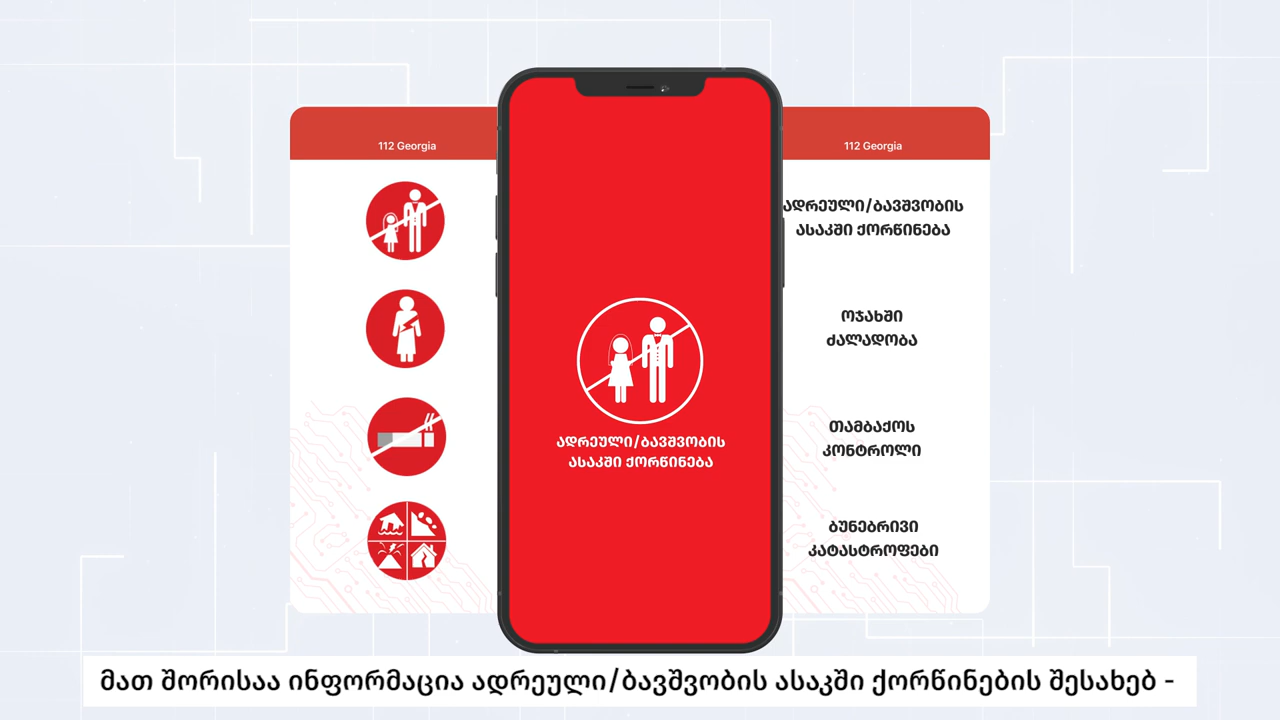 112 Georgia
112 Georgia
ადრეული/ბავშვობის
ასაკში ქორწინება
ოჯახში
ძალადობა
თამბაქოს
კონტროლი
ბუნებრივი
კატასტროფები
ადრეული/ბავშვობის
ასაკში ქორწინება
მათ შორისაა ინფორმაცია ადრეული/ბავშვობის ასაკში ქორწინების შესახებ -